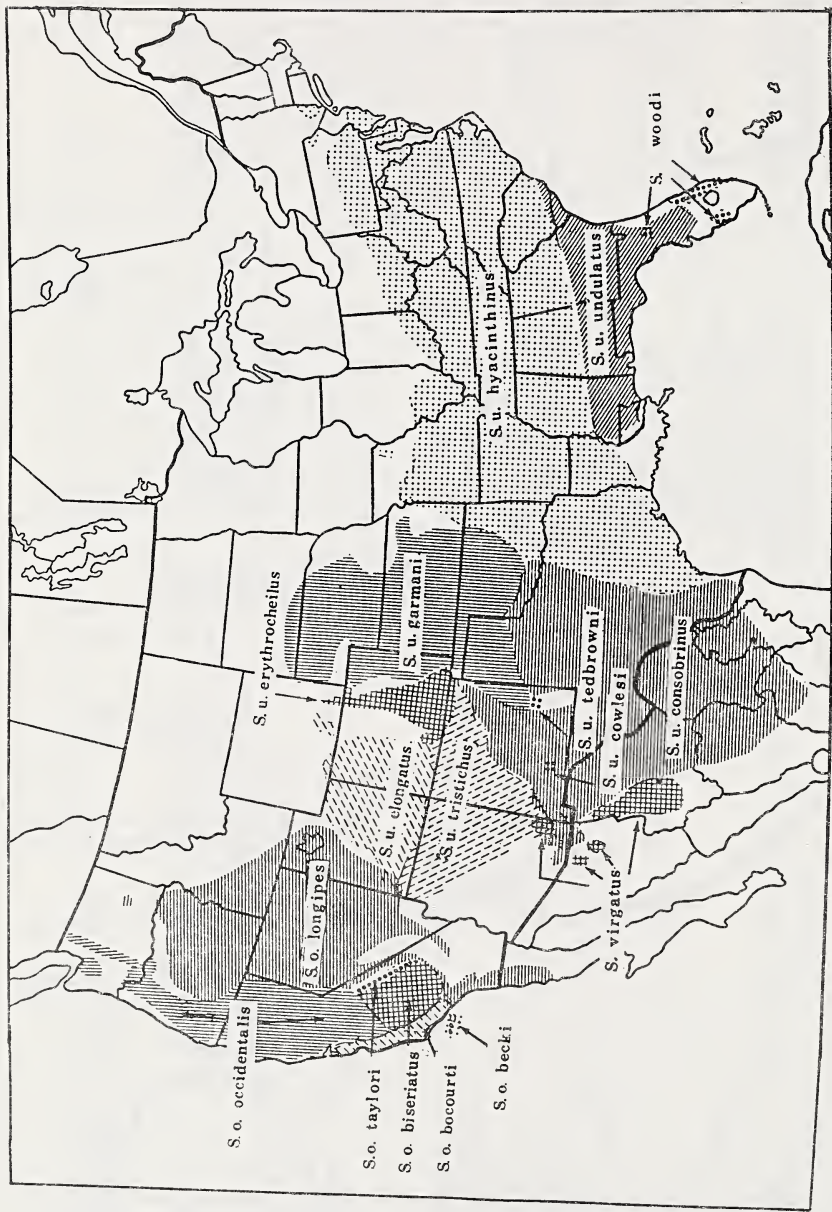 S. o. occidentalis
S. o. longipes
S.o. taylori
S. o. biseriatus
S. o. bocourti
S. o. becki
S. u. erythrocheilus
S. u. elongatus
S. u. garmani
S. u. tristichus
S. u. tedbrowni
S. u. cowlesi
S. u. consobrinus
S. virgatus
S. u. hyacinthinus
S. u. undulatus
S. woodi